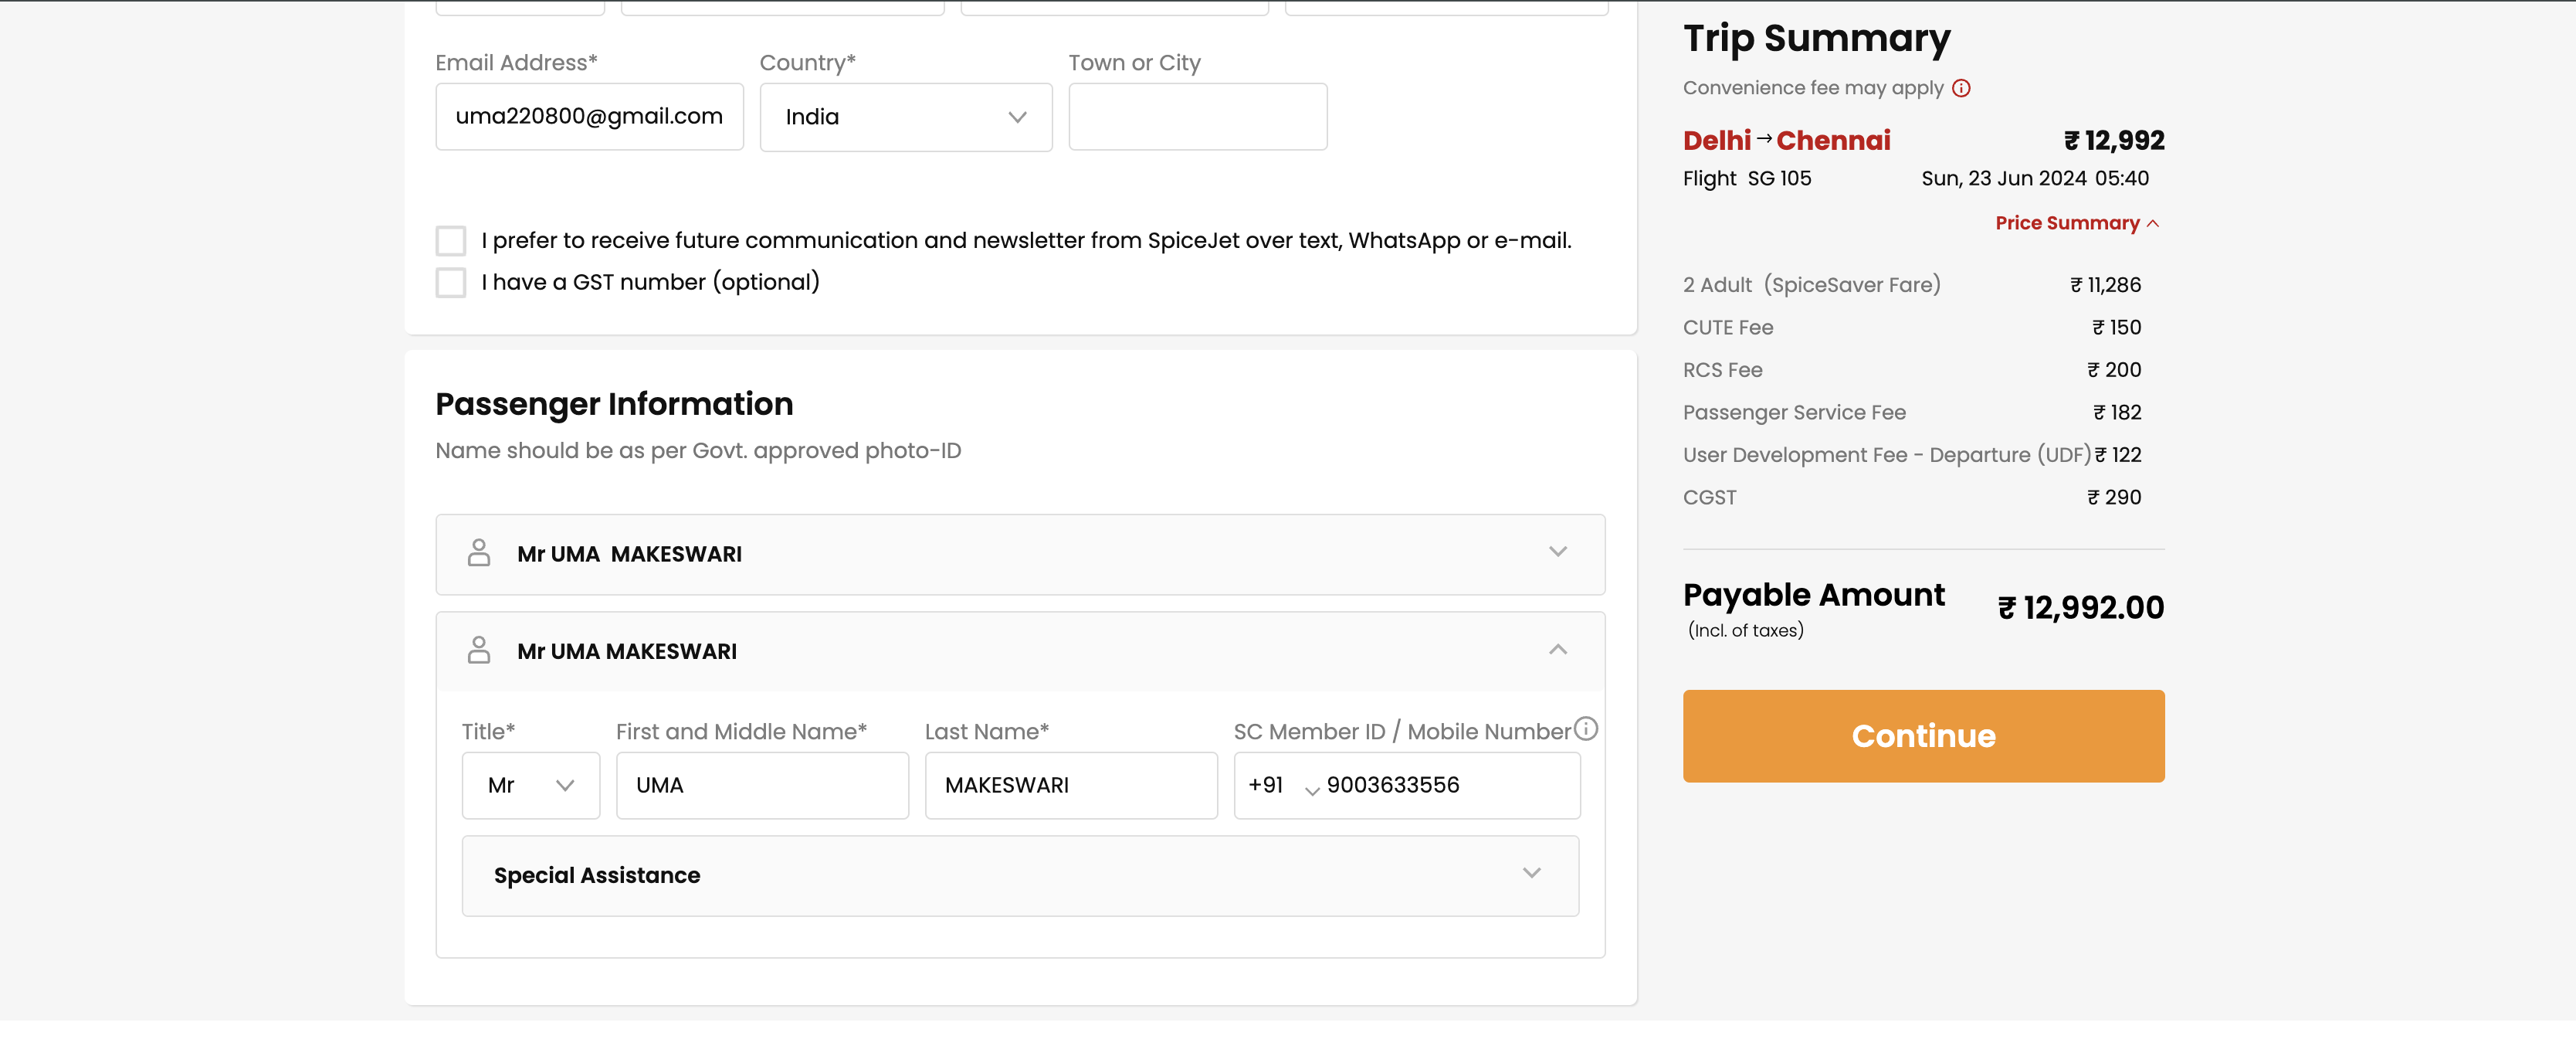 Email Address*
Country*
Town or City
uma220800@gmail.com
India
I prefer to receive future communication and newsletter from SpiceJet over text, WhatsApp or e-mail.
I have a GST number (optional)
Passenger Information
Name should be as per Govt. approved photo-ID
Mr UMA  MAKESWARI
Mr UMA MAKESWARI
Title*
First and Middle Name*
Last Name*
SC Member ID / Mobile Number
Mr
UMA
MAKESWARI
+91 9003633556
Special Assistance
Trip Summary
Convenience fee may apply
Delhi → Chennai ₹ 12,992
Flight SG 105 Sun, 23 Jun 2024 05:40
Price Summary
2 Adult (SpiceSaver Fare) ₹ 11,286
CUTE Fee ₹ 150
RCS Fee ₹ 200
Passenger Service Fee ₹ 182
User Development Fee - Departure (UDF) ₹ 122
CGST ₹ 290
Payable Amount ₹ 12,992.00
(Incl. of taxes)
Continue